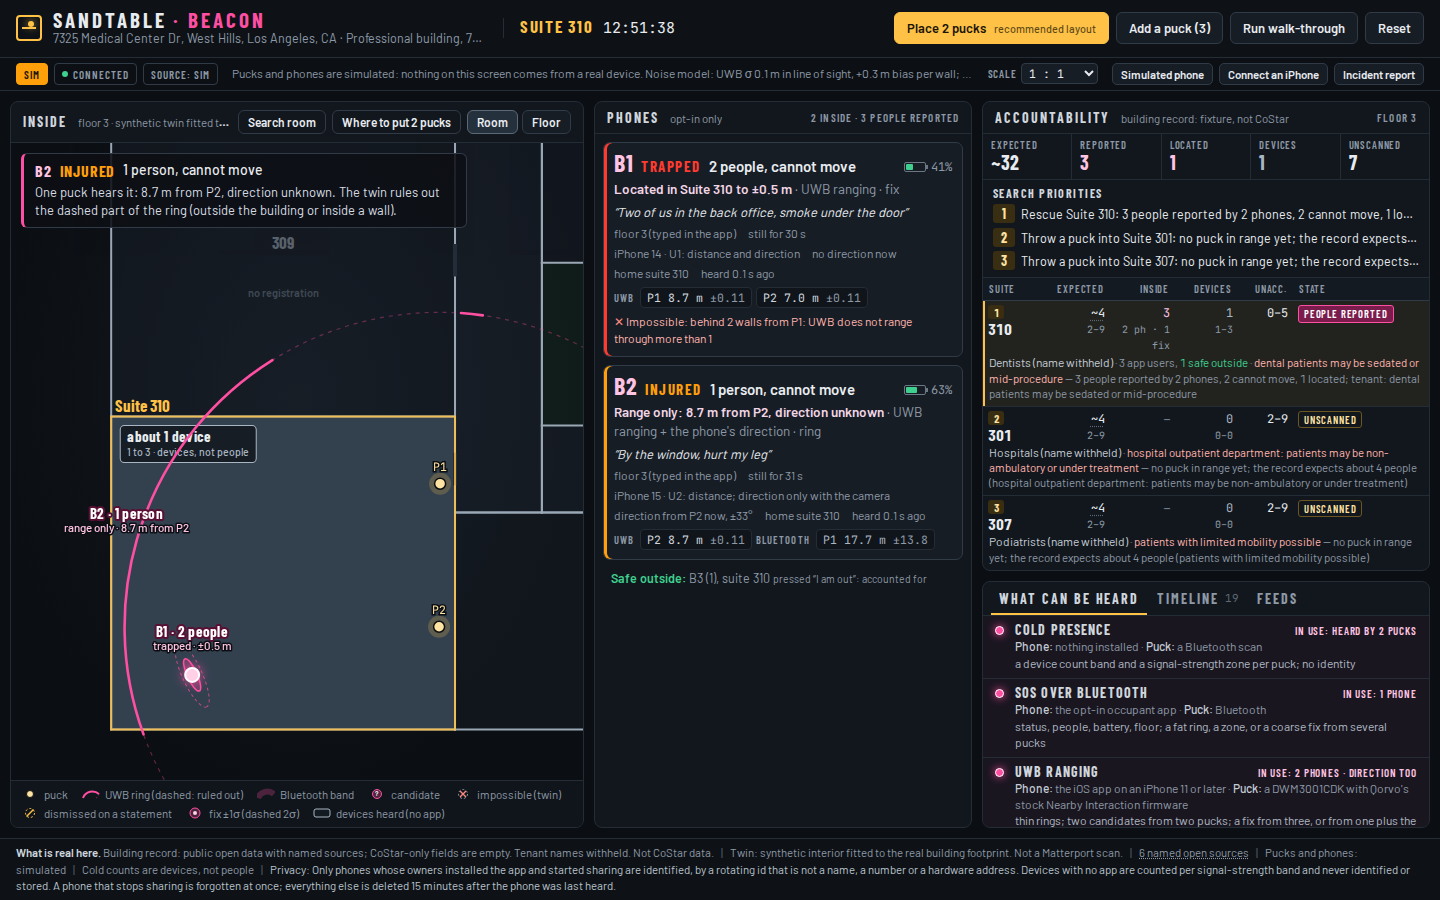 SANDTABLE · BEACON
7325 Medical Center Dr, West Hills, Los Angeles, CA · Professional building, 7…
SUITE 310 12:51:38
Place 2 pucks recommended layout
Add a puck (3)
Run walk-through
Reset
SIM
CONNECTED
SOURCE: SIM
Pucks and phones are simulated: nothing on this screen comes from a real device. Noise model: UWB σ 0.1 m in line of sight, +0.3 m bias per wall; …
SCALE 1 : 1
Simulated phone
Connect an iPhone
Incident report
INSIDE floor 3 · synthetic twin fitted t…
Search room
Where to put 2 pucks
Room
Floor
B2 INJURED 1 person, cannot move
One puck hears it: 8.7 m from P2, direction unknown. The twin rules out
the dashed part of the ring (outside the building or inside a wall).
309
no registration
Suite 310
about 1 device
1 to 3 · devices, not people
P1
B2 · 1 person
range only · 8.7 m from P2
P2
B1 · 2 people
trapped · ±0.5 m
puck
UWB ring (dashed: ruled out)
Bluetooth band
candidate
impossible (twin)
dismissed on a statement
fix ±1σ (dashed 2σ)
devices heard (no app)
PHONES opt-in only
2 INSIDE · 3 PEOPLE REPORTED
B1 TRAPPED 2 people, cannot move 41%
Located in Suite 310 to ±0.5 m · UWB ranging · fix
"Two of us in the back office, smoke under the door"
floor 3 (typed in the app) still for 30 s
iPhone 14 · U1: distance and direction no direction now
home suite 310 heard 0.1 s ago
UWB P1 8.7 m ±0.11 P2 7.0 m ±0.11
✕ Impossible: behind 2 walls from P1: UWB does not range
through more than 1
B2 INJURED 1 person, cannot move 63%
Range only: 8.7 m from P2, direction unknown · UWB
ranging + the phone's direction · ring
"By the window, hurt my leg"
floor 3 (typed in the app) still for 31 s
iPhone 15 · U2: distance; direction only with the camera
direction from P2 now, ±33° home suite 310 heard 0.1 s ago
UWB P2 8.7 m ±0.11 BLUETOOTH P1 17.7 m ±13.8
Safe outside: B3 (1), suite 310 pressed "I am out": accounted for
ACCOUNTABILITY building record: fixture, not CoStar
FLOOR 3
EXPECTED REPORTED LOCATED DEVICES UNSCANNED
~32 3 1 1 7
SEARCH PRIORITIES
1 Rescue Suite 310: 3 people reported by 2 phones, 2 cannot move, 1 lo…
2 Throw a puck into Suite 301: no puck in range yet; the record expects…
3 Throw a puck into Suite 307: no puck in range yet; the record expects…
SUITE EXPECTED INSIDE DEVICES UNACC. STATE
1 ~4 3 1 0–5 PEOPLE REPORTED
310 2–9 2 ph · 1 1–3
fix
Dentists (name withheld) · 3 app users, 1 safe outside · dental patients may be sedated or
mid-procedure — 3 people reported by 2 phones, 2 cannot move, 1 located; tenant: dental
patients may be sedated or mid-procedure
2 ~4 — 0 2–9 UNSCANNED
301 2–9 0–0
Hospitals (name withheld) · hospital outpatient department: patients may be non-
ambulatory or under treatment — no puck in range yet; the record expects about 4 people
(hospital outpatient department: patients may be non-ambulatory or under treatment)
3 ~4 — 0 2–9 UNSCANNED
307 2–9 0–0
Podiatrists (name withheld) · patients with limited mobility possible — no puck in range
yet; the record expects about 4 people (patients with limited mobility possible)
WHAT CAN BE HEARD
TIMELINE 19
FEEDS
COLD PRESENCE IN USE: HEARD BY 2 PUCKS
Phone: nothing installed · Puck: a Bluetooth scan
a device count band and a signal-strength zone per puck; no identity
SOS OVER BLUETOOTH IN USE: 1 PHONE
Phone: the opt-in occupant app · Puck: Bluetooth
status, people, battery, floor; a fat ring, a zone, or a coarse fix from several
pucks
UWB RANGING IN USE: 2 PHONES · DIRECTION TOO
Phone: the iOS app on an iPhone 11 or later · Puck: a DWM3001CDK with Qorvo's
stock Nearby Interaction firmware
thin rings; two candidates from two pucks; a fix from three, or from one plus the
What is real here. Building record: public open data with named sources; CoStar-only fields are empty. Tenant names withheld. Not CoStar data. | Twin: synthetic interior fitted to the real building footprint. Not a Matterport scan. | 6 named open sources | Pucks and phones:
simulated | Cold counts are devices, not people | Privacy: Only phones whose owners installed the app and started sharing are identified, by a rotating id that is not a name, a number or a hardware address. Devices with no app are counted per signal-strength band and never identified or
stored. A phone that stops sharing is forgotten at once; everything else is deleted 15 minutes after the phone was last heard.